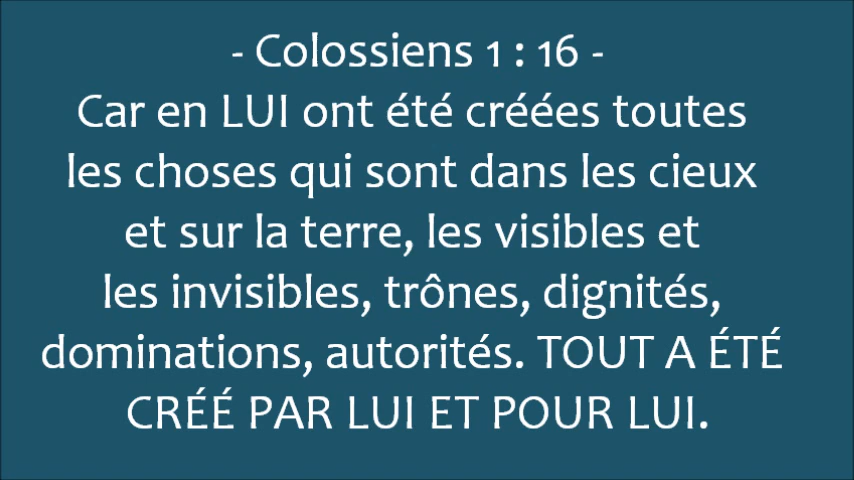 - Colossiens 1 : 16 -
Car en LUI ont été créées toutes
les choses qui sont dans les cieux
et sur la terre, les visibles et
les invisibles, trônes, dignités,
dominations, autorités. TOUT A ÉTÉ
CRÉÉ PAR LUI ET POUR LUI.